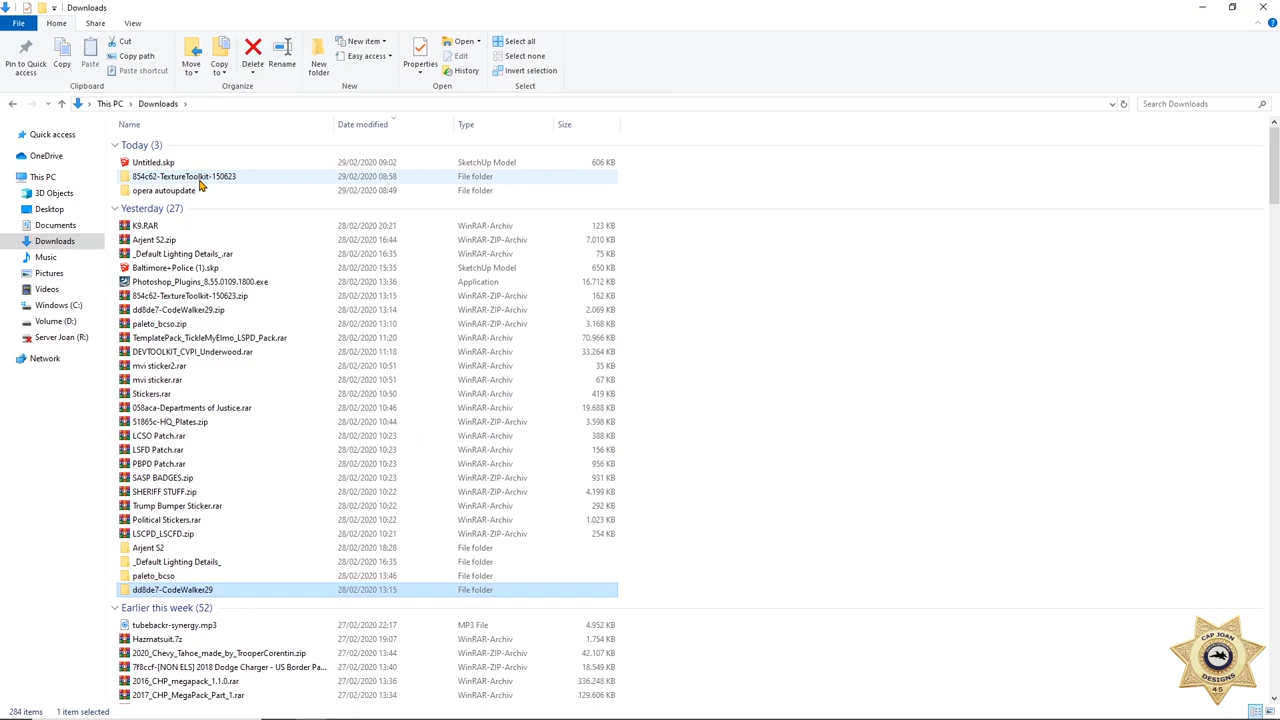 Downloads
File Home Share View
Pin to Quick access Copy Paste Cut Copy path Paste shortcut Move to Copy to Delete Rename New folder New item Easy access Properties Open Edit History Select all Select none Invert selection
Clipboard Organize New Open Select
This PC Downloads Search Downloads
Quick access
OneDrive
This PC
3D Objects
Desktop
Documents
Downloads
Music
Pictures
Videos
Windows (C:)
Volume (D:)
Server Joan (R:)
Network
Name Date modified Type Size
Today (3)
Untitled.skp 29/02/2020 09:02 SketchUp Model 606 KB
854c62-TextureToolkit-150623 29/02/2020 08:58 File folder
opera autoupdate 29/02/2020 08:49 File folder
Yesterday (27)
K9.RAR 28/02/2020 20:21 WinRAR-Archiv 123 KB
Arjent S2.zip 28/02/2020 16:44 WinRAR-ZIP-Archiv 7.010 KB
_Default Lighting Details_.rar 28/02/2020 16:35 WinRAR-Archiv 75 KB
Baltimore+Police (1).skp 28/02/2020 15:35 SketchUp Model 650 KB
Photoshop_Plugins_8.55.0109.1800.exe 28/02/2020 13:36 Application 16.712 KB
854c62-TextureToolkit-150623.zip 28/02/2020 13:15 WinRAR-ZIP-Archiv 162 KB
dd8de7-CodeWalker29.zip 28/02/2020 13:14 WinRAR-ZIP-Archiv 2.069 KB
paleto_bcso.zip 28/02/2020 13:10 WinRAR-ZIP-Archiv 3.168 KB
TemplatePack_TickleMyElmo_LSPD_Pack.rar 28/02/2020 11:20 WinRAR-Archiv 70.966 KB
DEVTOOLKIT_CVPI_Underwood.rar 28/02/2020 11:18 WinRAR-Archiv 33.264 KB
mvi sticker2.rar 28/02/2020 10:51 WinRAR-Archiv 35 KB
mvi sticker.rar 28/02/2020 10:51 WinRAR-Archiv 67 KB
Stickers.rar 28/02/2020 10:50 WinRAR-Archiv 419 KB
058aca-Departments of Justice.rar 28/02/2020 10:46 WinRAR-Archiv 19.688 KB
51865c-HQ_Plates.zip 28/02/2020 10:44 WinRAR-ZIP-Archiv 3.598 KB
LCSO Patch.rar 28/02/2020 10:23 WinRAR-Archiv 388 KB
LSFD Patch.rar 28/02/2020 10:23 WinRAR-Archiv 156 KB
PBPD Patch.rar 28/02/2020 10:23 WinRAR-Archiv 956 KB
SASP BADGES.zip 28/02/2020 10:23 WinRAR-ZIP-Archiv 931 KB
SHERIFF STUFF.zip 28/02/2020 10:22 WinRAR-ZIP-Archiv 4.199 KB
Trump Bumper Sticker.rar 28/02/2020 10:22 WinRAR-Archiv 292 KB
Political Stickers.rar 28/02/2020 10:22 WinRAR-Archiv 1.023 KB
LSCPD_LSCFD.zip 28/02/2020 10:21 WinRAR-ZIP-Archiv 254 KB
Arjent S2 28/02/2020 18:28 File folder
_Default Lighting Details_ 28/02/2020 16:35 File folder
paleto_bcso 28/02/2020 13:46 File folder
dd8de7-CodeWalker29 28/02/2020 13:15 File folder
Earlier this week (52)
tubebackr-synergy.mp3 27/02/2020 22:17 MP3 File 4.952 KB
Hazmatsuit.7z 27/02/2020 19:07 WinRAR-Archiv 1.754 KB
2020_Chevy_Tahoe_made_by_TrooperCorentin.zip 27/02/2020 13:44 WinRAR-ZIP-Archiv 42.107 KB
7f8ccf-[NON ELS] 2018 Dodge Charger - US Border Pa... 27/02/2020 13:40 WinRAR-Archiv 18.549 KB
2016_CHP_megapack_1.1.0.rar 27/02/2020 13:36 WinRAR-Archiv 336.248 KB
2017_CHP_MegaPack_Part_1.rar 27/02/2020 13:34 WinRAR-Archiv 129.606 KB
CAP JOAN
DESIGNS
45
284 items 1 item selected